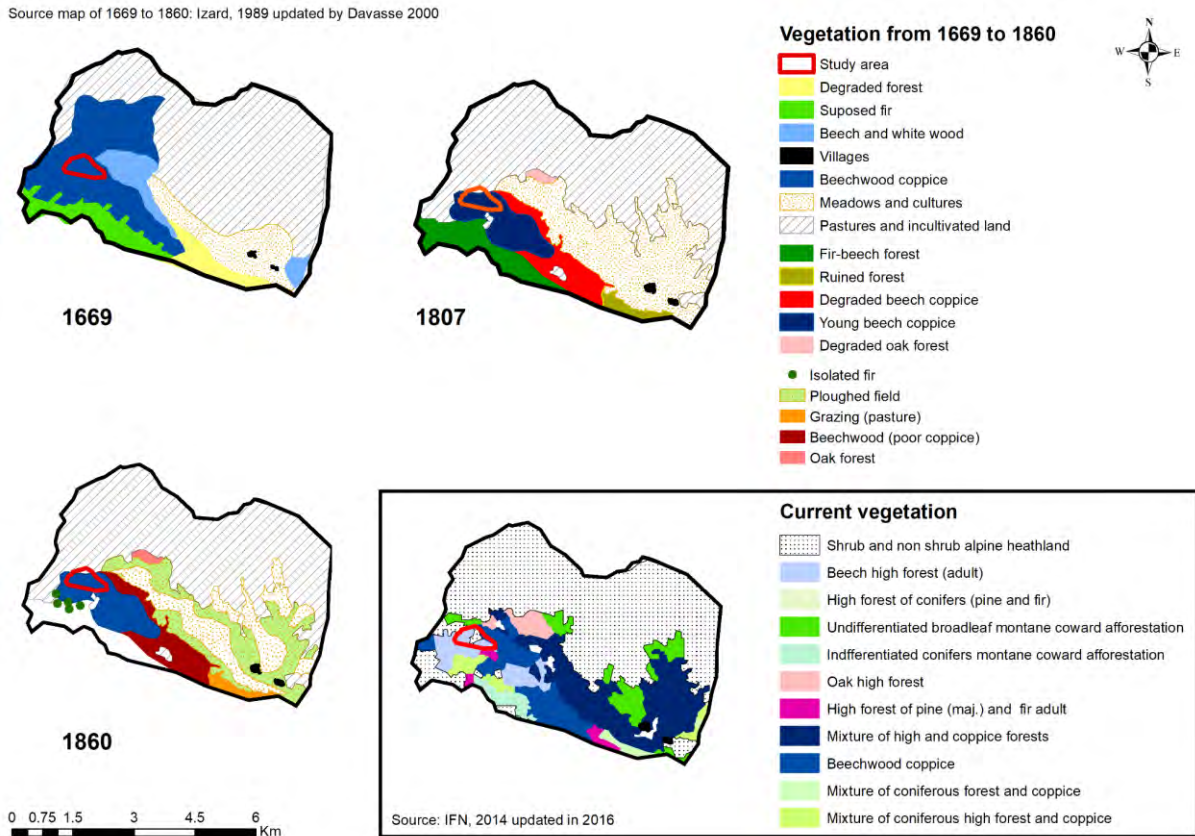 Source map of 1669 to 1860: Izard, 1989 updated by Davasse 2000
1669
1807
Vegetation from 1669 to 1860
N
W E
S
Study area
Degraded forest
Suposed fir
Beech and white wood
Villages
Beechwood coppice
Meadows and cultures
Pastures and incultivated land
Fir-beech forest
Ruined forest
Degraded beech coppice
Young beech coppice
Degraded oak forest
Isolated fir
Ploughed field
Grazing (pasture)
Beechwood (poor coppice)
Oak forest
1860
0 0.75 1.5 3 4.5 6
Km
Source: IFN, 2014 updated in 2016
Current vegetation
Shrub and non shrub alpine heathland
Beech high forest (adult)
High forest of conifers (pine and fir)
Undifferentiated broadleaf montane coward afforestation
Indfferentiated conifers montane coward afforestation
Oak high forest
High forest of pine (maj.) and fir adult
Mixture of high and coppice forests
Beechwood coppice
Mixture of coniferous forest and coppice
Mixture of coniferous high forest and coppice